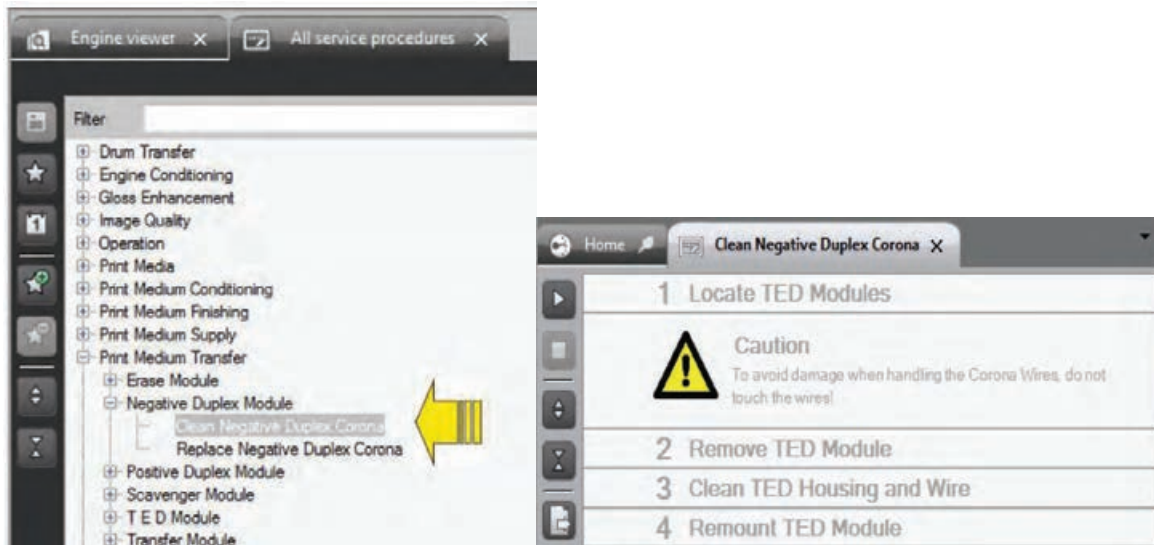 Engine viewer X
All service procedures X
Filter
Drum Transfer
Engine Conditioning
Gloss Enhancement
Image Quality
Operation
Print Media
Print Medium Conditioning
Print Medium Finishing
Print Medium Supply
Print Medium Transfer
Erase Module
Negative Duplex Module
Clean Negative Duplex Corona
Replace Negative Duplex Corona
Postive Duplex Module
Scavenger Module
T E D Module
Transfer Module
1
Home
Clean Negative Duplex Corona X
1 Locate TED Modules
Caution
To avoid damage when handling the Corona Wires, do not
touch the wires!
2 Remove TED Module
3 Clean TED Housing and Wire
4 Remount TED Module